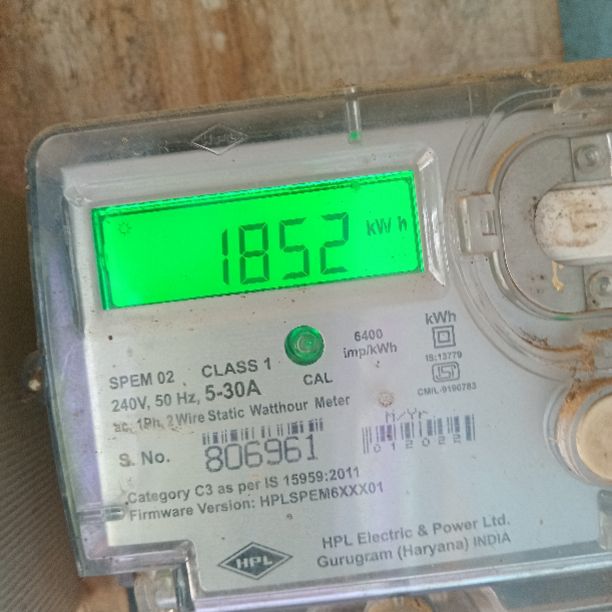 1852 kWh
6400
imp/kWh
kWh
IS:13779
CM/L-9190783
SPEM 02 CLASS 1
240V, 50 Hz, 5-30A
CAL
ac, 1Ph, 2 Wire Static Watthour Meter
M/Yr
012022
S. No. 806961
Category C3 as per IS 15959:2011
Firmware Version: HPLSPEM6XXX01
HPL
HPL Electric & Power Ltd.
Gurugram (Haryana) INDIA